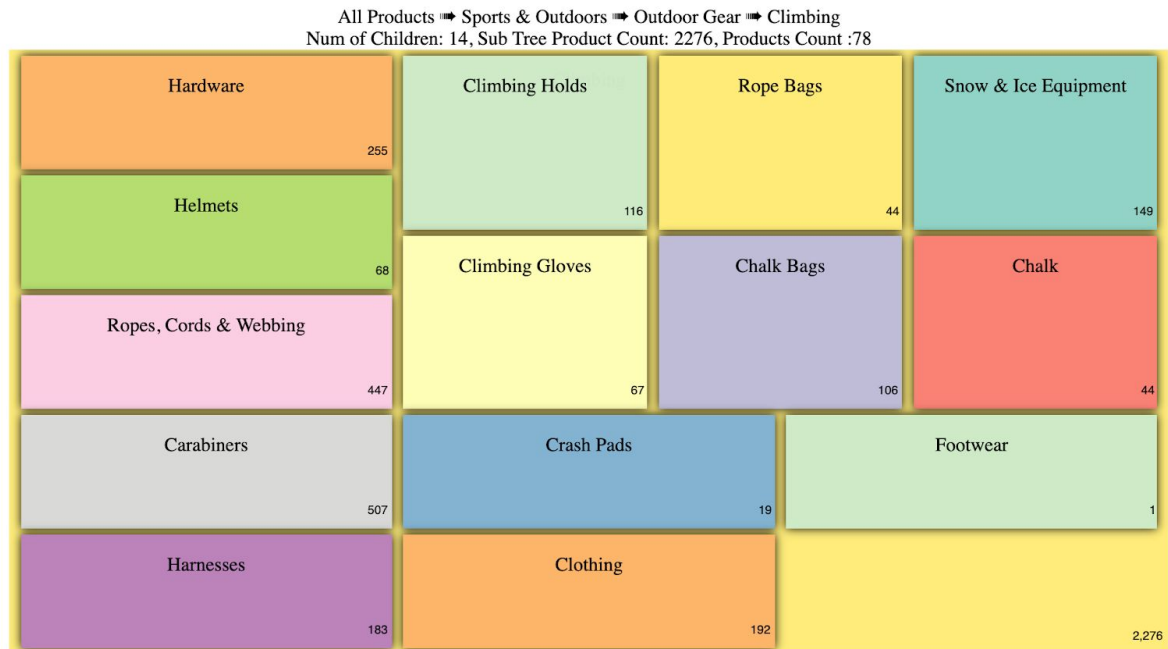 All Products ➠ Sports & Outdoors ➠ Outdoor Gear ➠ Climbing
Num of Children: 14, Sub Tree Product Count: 2276, Products Count :78
Hardware
255
Climbing Holds
116
Rope Bags
44
Snow & Ice Equipment
149
Helmets
68
Climbing Gloves
67
Chalk Bags
106
Chalk
44
Ropes, Cords & Webbing
447
Carabiners
507
Crash Pads
19
Footwear
1
Harnesses
183
Clothing
192
2,276